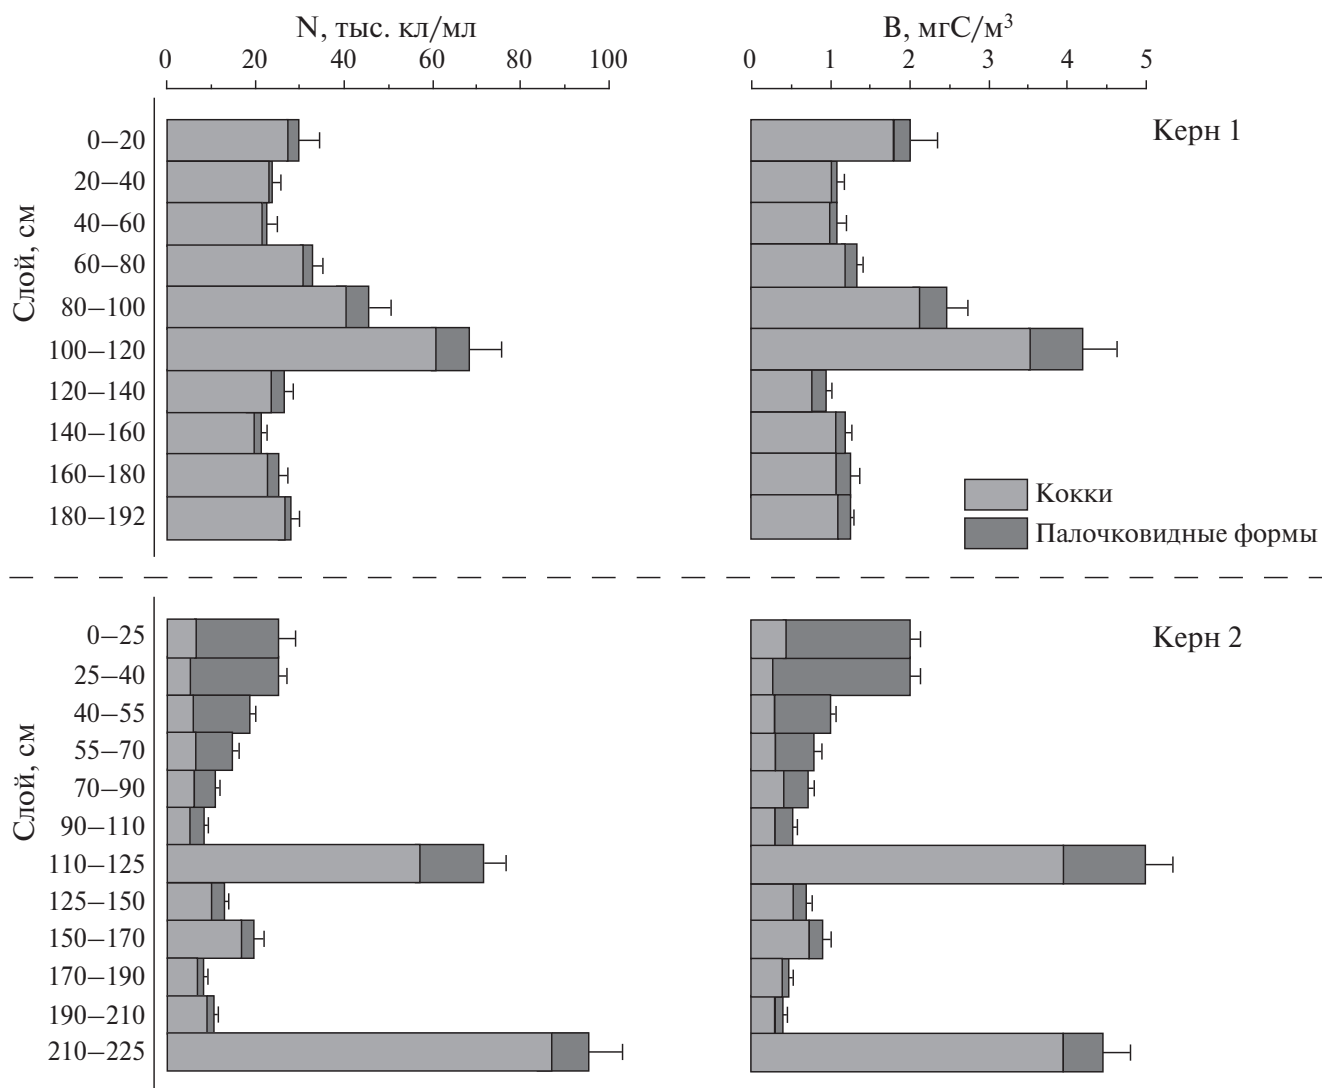 N, тыс. кл/мл
0 20 40 60 80 100
B, мгС/м³
0 1 2 3 4 5
Керн 1
Слой, см
0–20
20–40
40–60
60–80
80–100
100–120
120–140
140–160
160–180
180–192
Кокки
Палочковидные формы
Керн 2
Слой, см
0–25
25–40
40–55
55–70
70–90
90–110
110–125
125–150
150–170
170–190
190–210
210–225